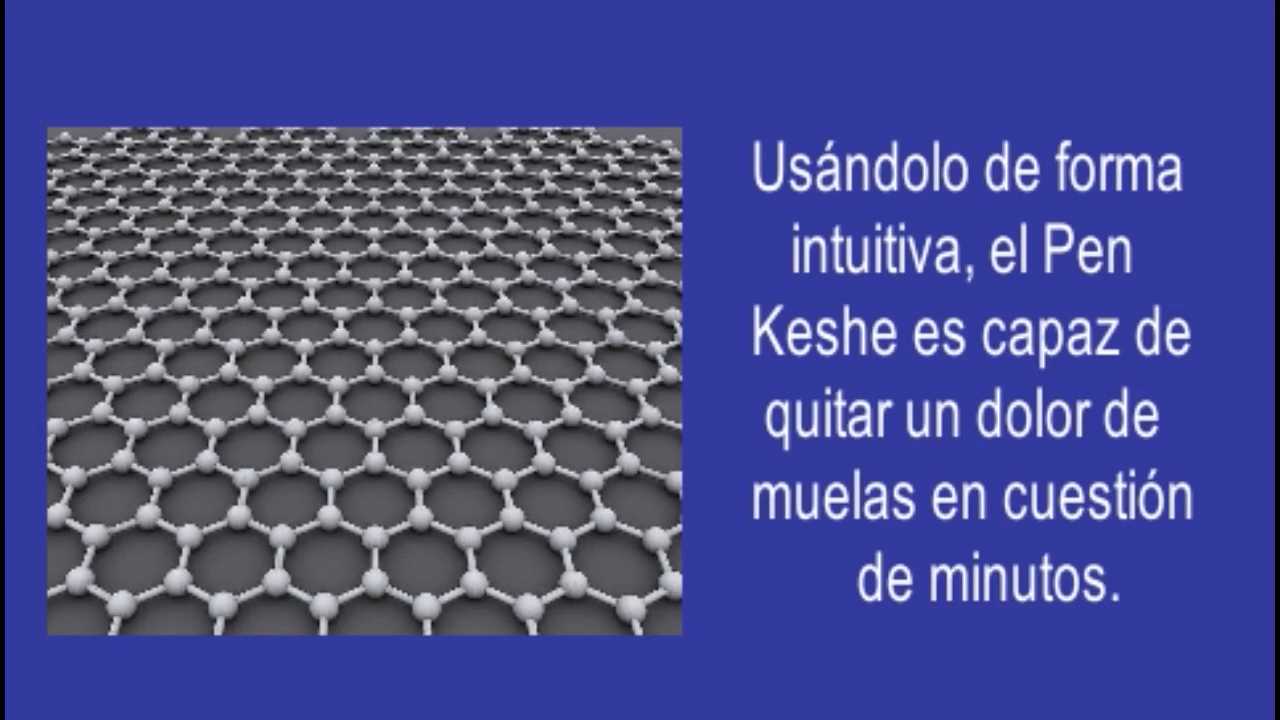 Usándolo de forma
intuitiva, el Pen
Keshe es capaz de
quitar un dolor de
muelas en cuestión
de minutos.